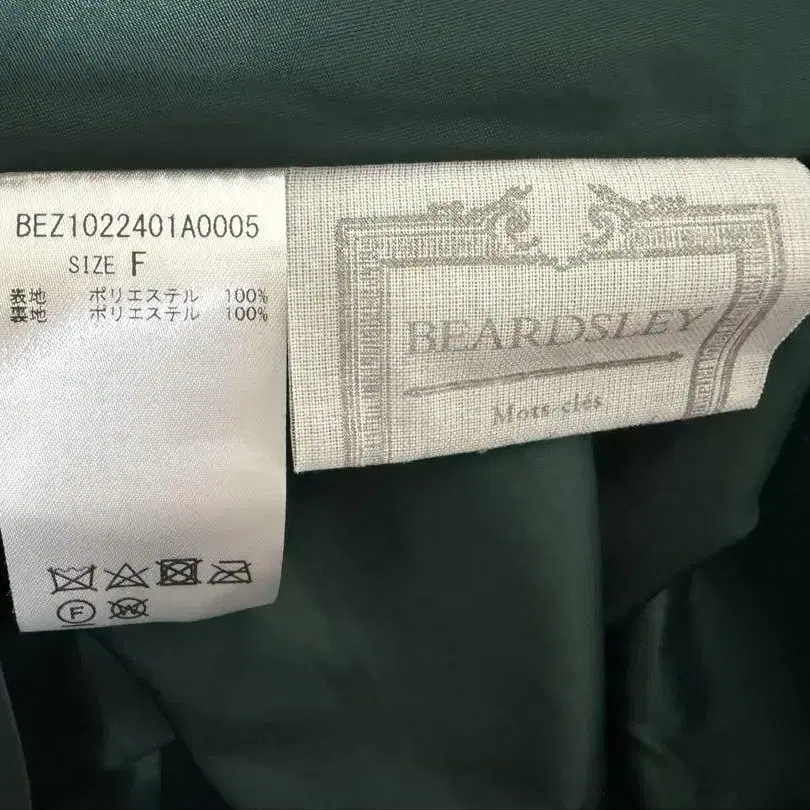 BEZ1022401A0005
SIZE F
表地 ポリエステル 100%
裏地 ポリエステル 100%
BEARDSLEY
Mots-clés
F
W